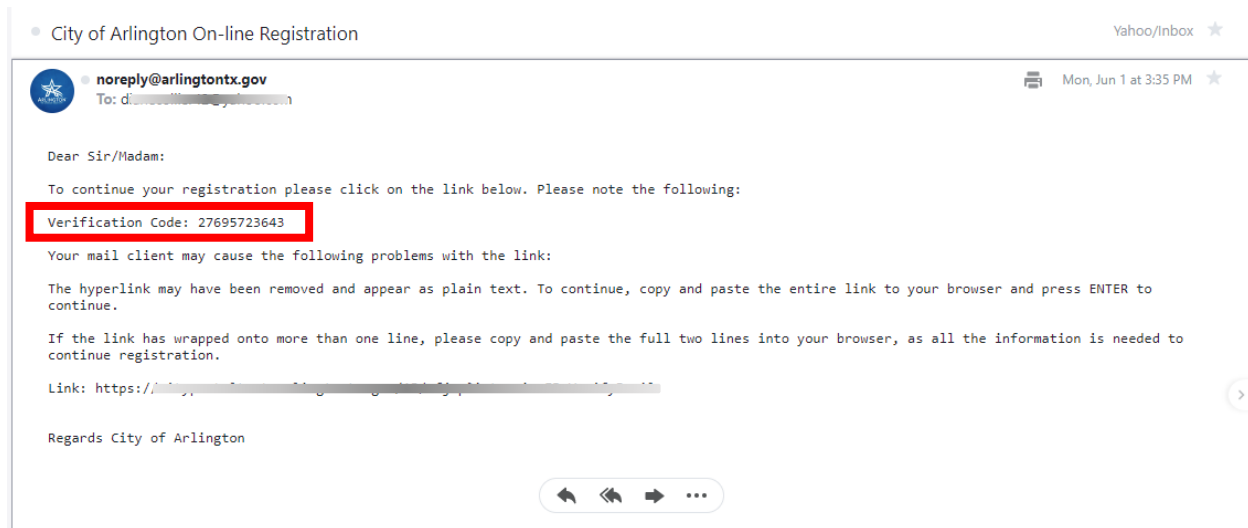 City of Arlington On-line Registration
Yahoo/Inbox
noreply@arlingtontx.gov
Mon, Jun 1 at 3:35 PM
To:
ARLINGTON
Dear Sir/Madam:
To continue your registration please click on the link below. Please note the following:
Verification Code: 27695723643
Your mail client may cause the following problems with the link:
The hyperlink may have been removed and appear as plain text. To continue, copy and paste the entire link to your browser and press ENTER to
continue.
If the link has wrapped onto more than one line, please copy and paste the full two lines into your browser, as all the information is needed to
continue registration.
Link: https://
Regards City of Arlington